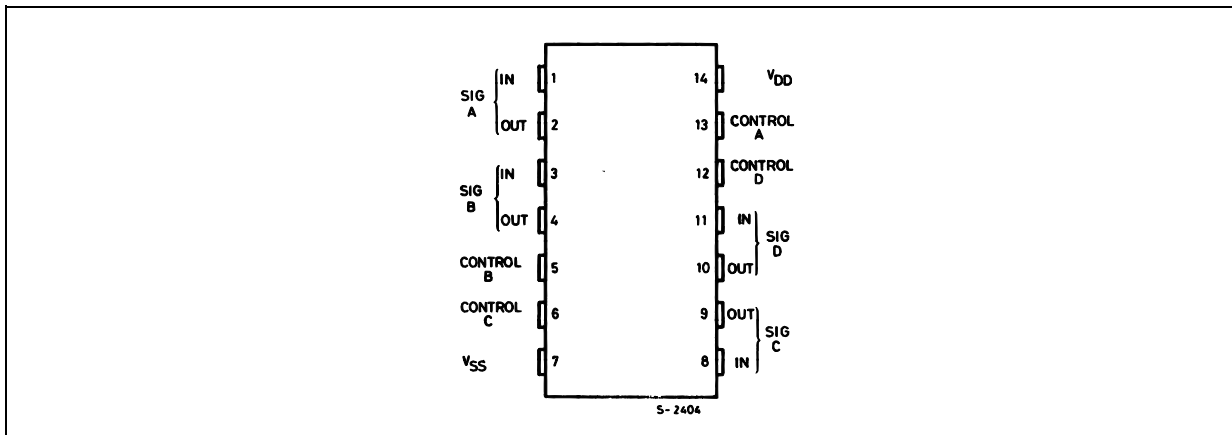 IN 1
SIG A
OUT 2
IN 3
SIG B
OUT 4
CONTROL B 5
CONTROL C 6
VSS 7
14 VDD
13 CONTROL A
12 CONTROL D
11 IN
SIG D
10 OUT
9 OUT
SIG C
8 IN
S-2404